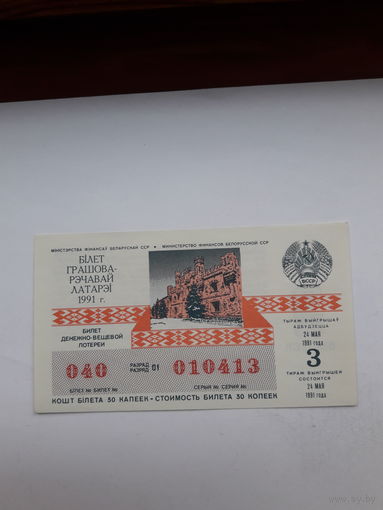 МІНІСТЭРСТВА ФІНАНСАЎ БЕЛАРУСКАЙ ССР • МИНИСТЕРСТВО ФИНАНСОВ БЕЛОРУССКОЙ ССР
БІЛЕТ
ГРАШОВА-
РЭЧАВАЙ
ЛАТАРЭІ
1991 г.
БИЛЕТ
ДЕНЕЖНО-ВЕЩЕВОЙ
ЛОТЕРЕИ
БССР
ТЫРАЖ ВЫЙГРЫШАЎ
АДБУДЗЕЦЦА
24 МАЯ
1991 года
3
ТИРАЖ ВЫИГРЫШЕЙ
СОСТОИТСЯ
24 МАЯ
1991 года
040
РАЗРАД
РАЗРЯД 01
010413
БІЛЕТ № БИЛЕТ №
СЕРЫЯ № СЕРИЯ №
КОШТ БІЛЕТА 50 КАПЕЕК - СТОИМОСТЬ БИЛЕТА 50 КОПЕЕК
ay.by